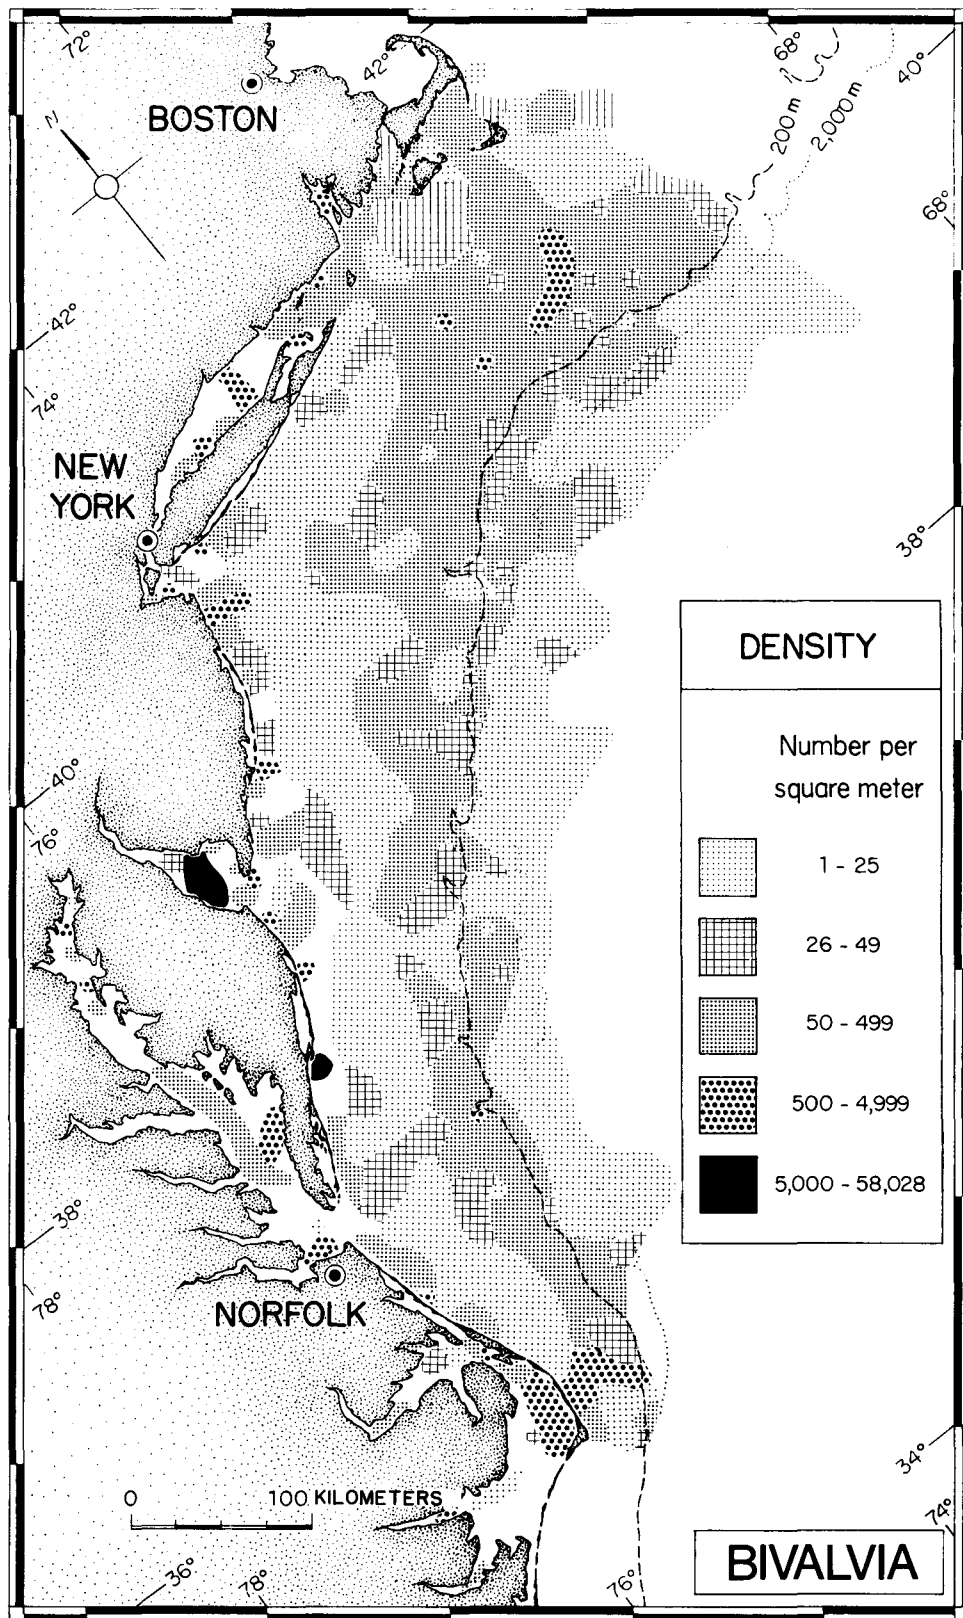 72°
42°
68°
40°
BOSTON
200 m
2,000 m
N
68°
42°
74°
NEW
YORK
38°
DENSITY
Number per
square meter
40°
76°
1 - 25
26 - 49
50 - 499
500 - 4,999
5,000 - 58,028
38°
78°
NORFOLK
34°
0 100 KILOMETERS
74°
BIVALVIA
36°
78°
76°